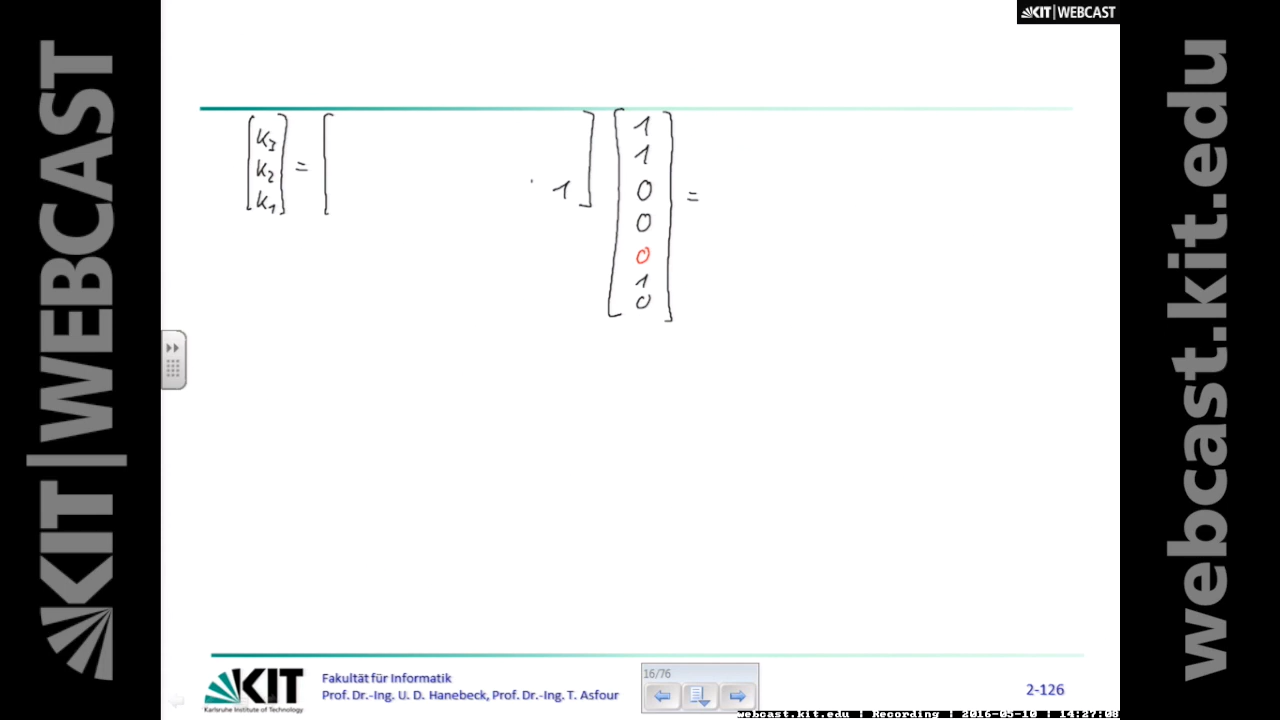 KIT|WEBCAST
KIT|WEBCAST
webcast.kit.edu
K3
K2
K1
=
1
1
1
0
0
0
1
0
=
KIT
Karlsruhe Institute of Technology
Fakultät für Informatik
Prof. Dr.-Ing. U. D. Hanebeck, Prof. Dr.-Ing. T. Asfour
16/76
2-126
webcast.kit.edu | Recording | 2016-05-10 | 14:27:08